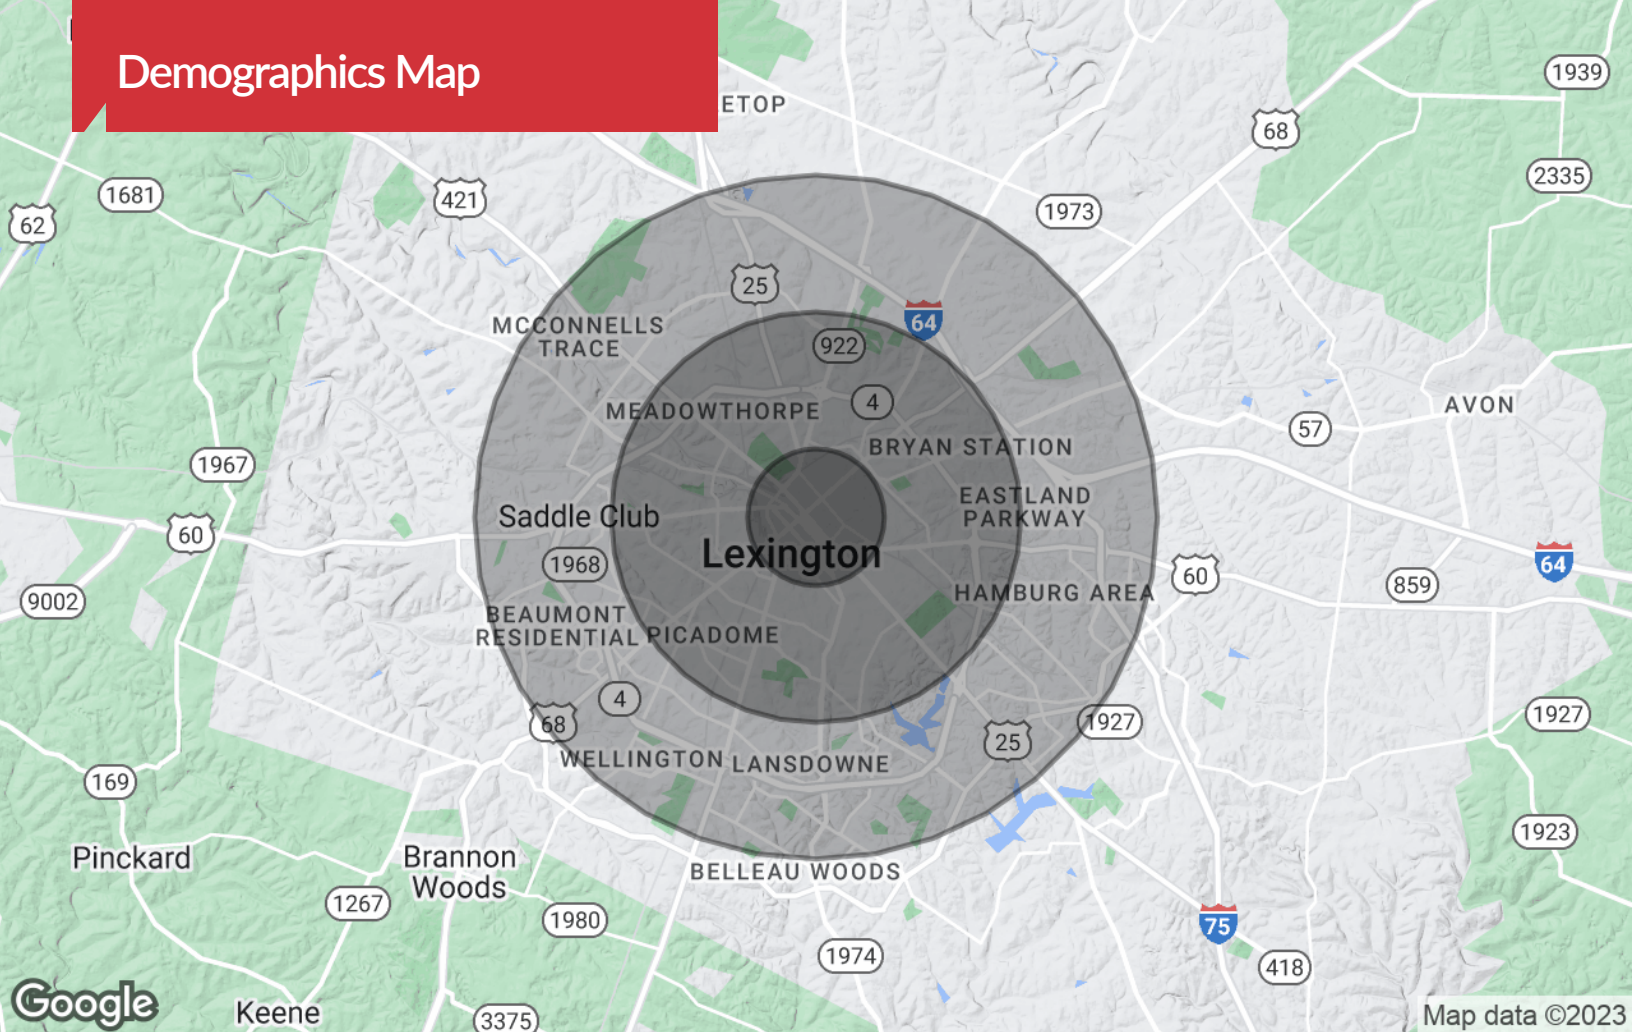 Demographics Map
ETOP
1939
68
2335
1681
421
62
1973
25
64
MCCONNELLS
TRACE
922
4
MEADOWTHORPE
AVON
57
BRYAN STATION
1967
EASTLAND
PARKWAY
Saddle Club
60
Lexington
1968
64
60
859
HAMBURG AREA
9002
BEAUMONT
RESIDENTIAL
PICADOME
4
68
1927
1927
25
WELLINGTON
LANSDOWNE
169
1923
Pinckard
Brannon
Woods
BELLEAU WOODS
1267
1980
75
1974
418
Google
Keene
3375
Map data ©2023